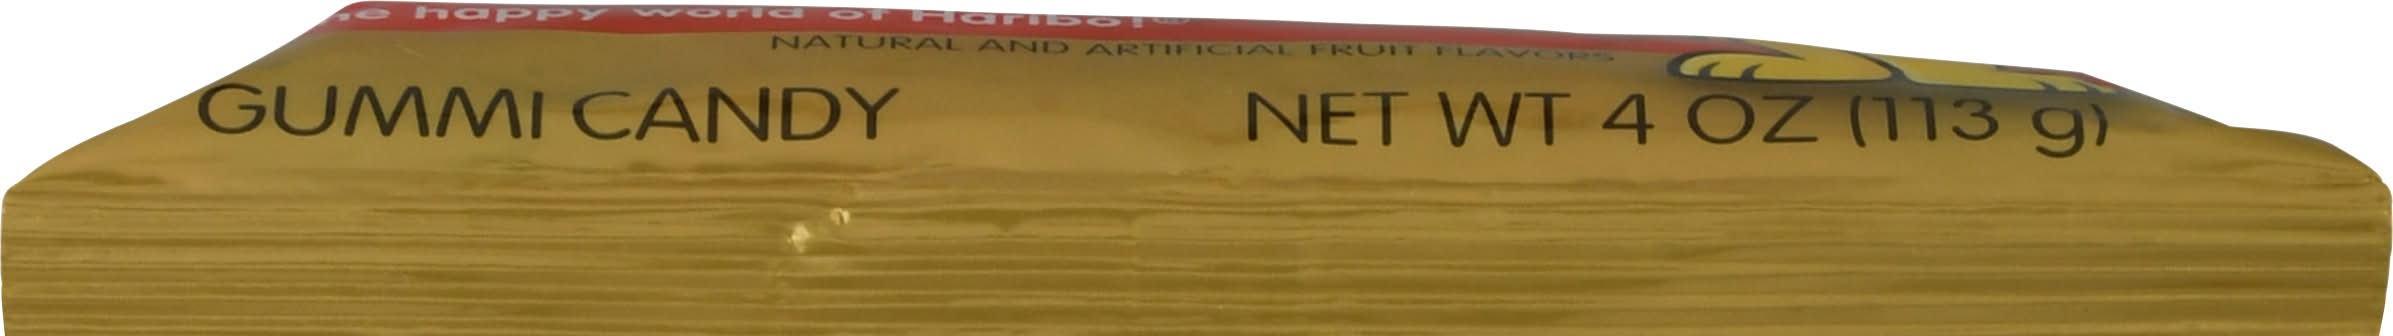 he happy world of Haribo!®
NATURAL AND ARTIFICIAL FRUIT FLAVORS
GUMMI CANDY NET WT 4 OZ (113 g)